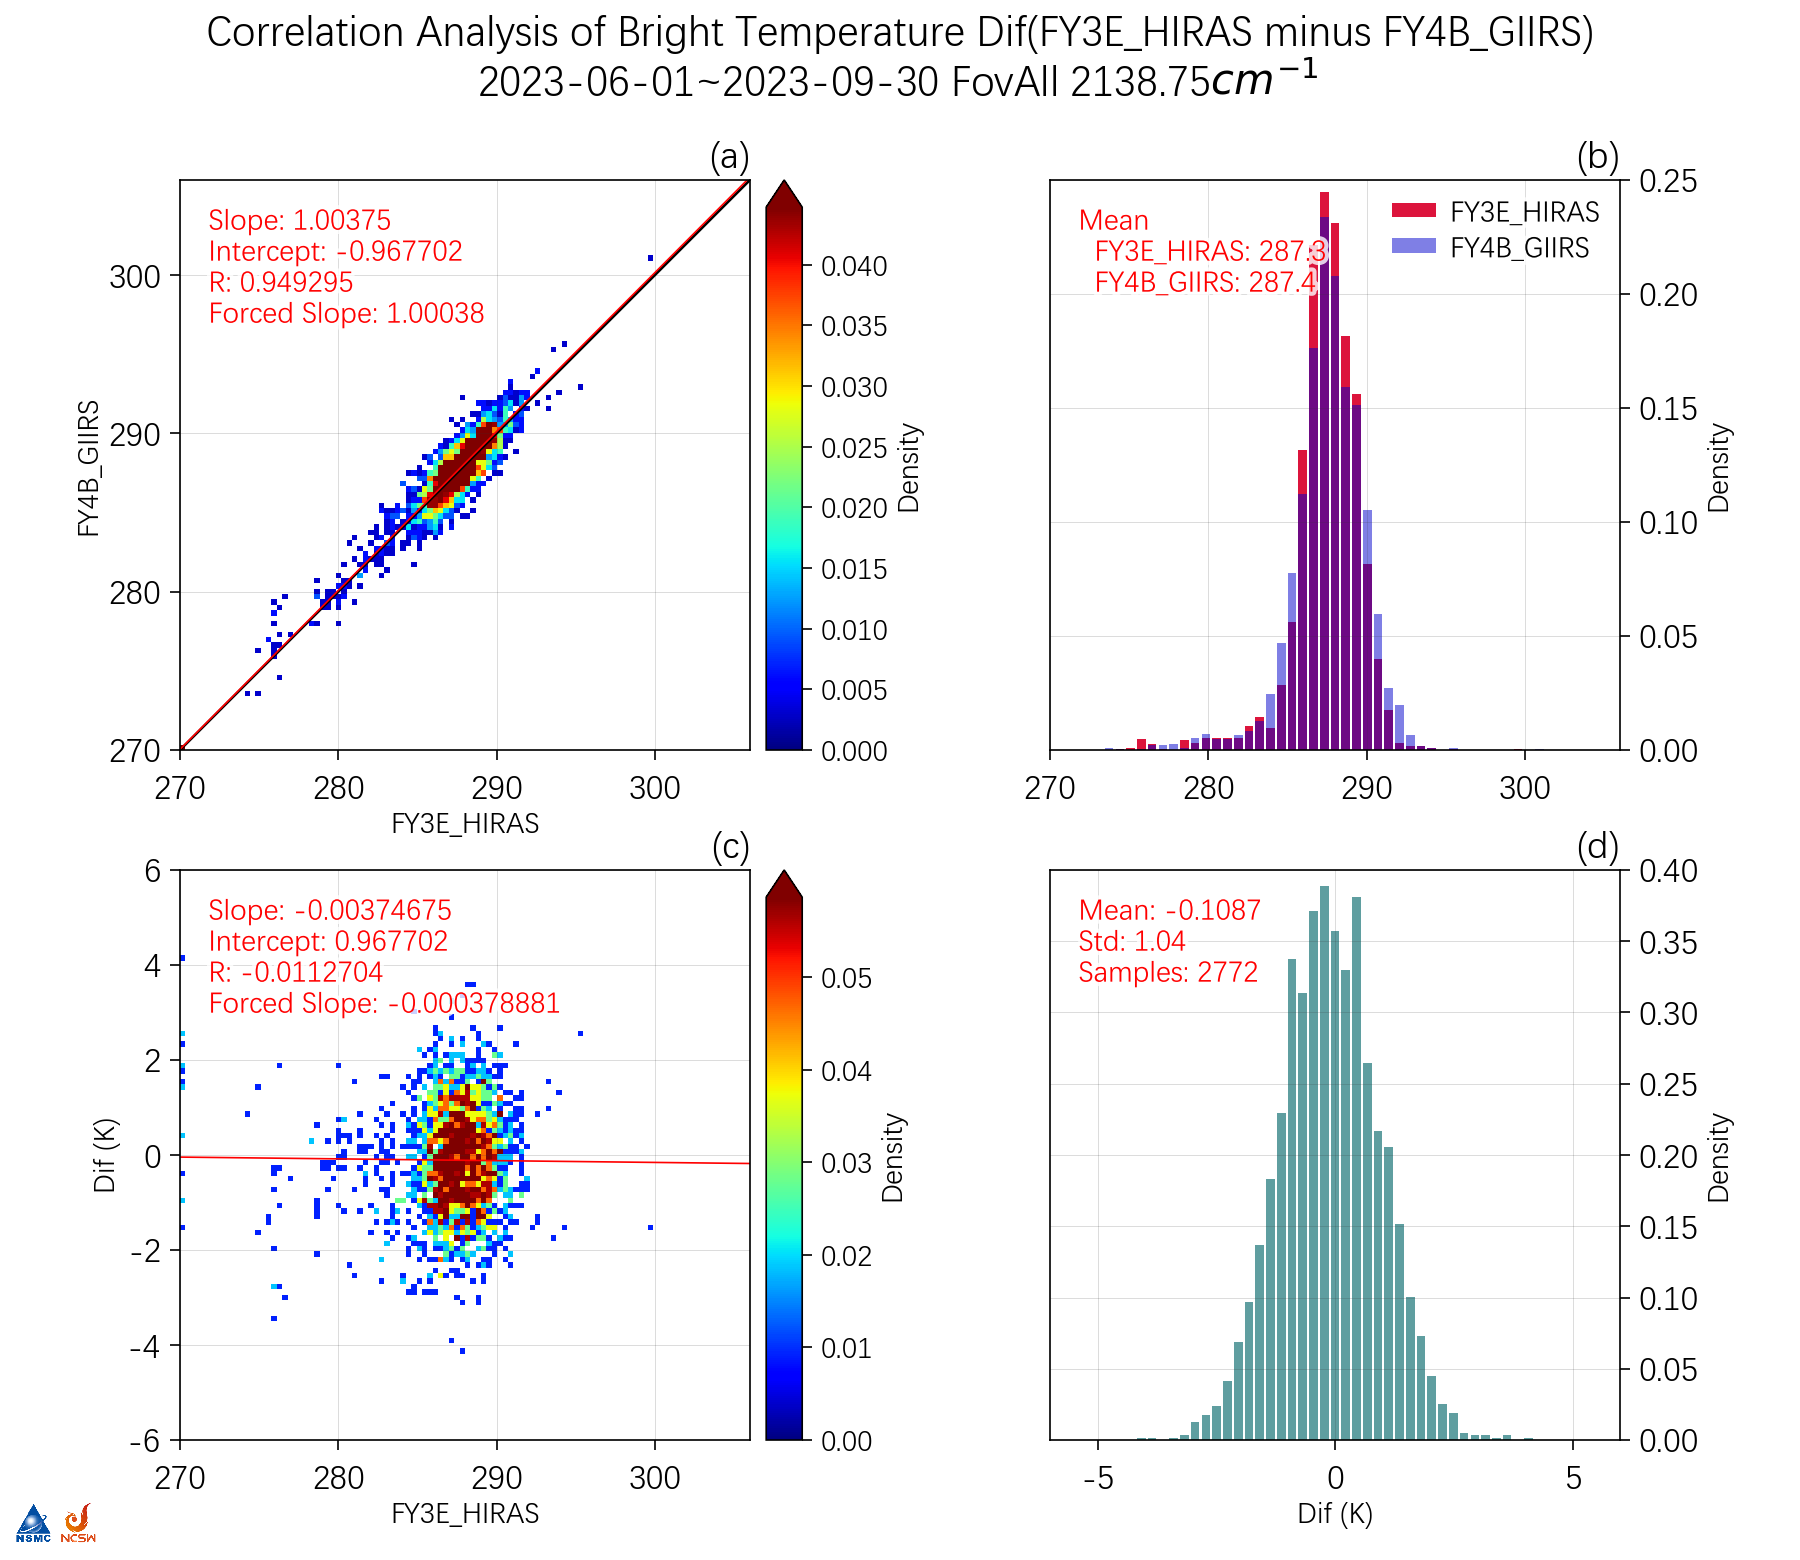 Correlation Analysis of Bright Temperature Dif(FY3E_HIRAS minus FY4B_GIIRS)
2023-06-01~2023-09-30 FovAll 2138.75cm⁻¹
(a)
Slope: 1.00375
Intercept: -0.967702
R: 0.949295
Forced Slope: 1.00038
300
290
280
270
270 280 290 300
FY4B_GIIRS
FY3E_HIRAS
0.040
0.035
0.030
0.025
0.020
0.015
0.010
0.005
0.000
Density
(b)
Mean
FY3E_HIRAS: 287.3
FY4B_GIIRS: 287.4
FY3E_HIRAS
FY4B_GIIRS
0.25
0.20
0.15
0.10
0.05
0.00
Density
270 280 290 300
(c)
Slope: -0.00374675
Intercept: 0.967702
R: -0.0112704
Forced Slope: -0.000378881
6
4
2
0
-2
-4
-6
Dif (K)
270 280 290 300
FY3E_HIRAS
0.05
0.04
0.03
0.02
0.01
0.00
Density
(d)
Mean: -0.1087
Std: 1.04
Samples: 2772
0.40
0.35
0.30
0.25
0.20
0.15
0.10
0.05
0.00
Density
-5 0 5
Dif (K)
NSMC NCSW